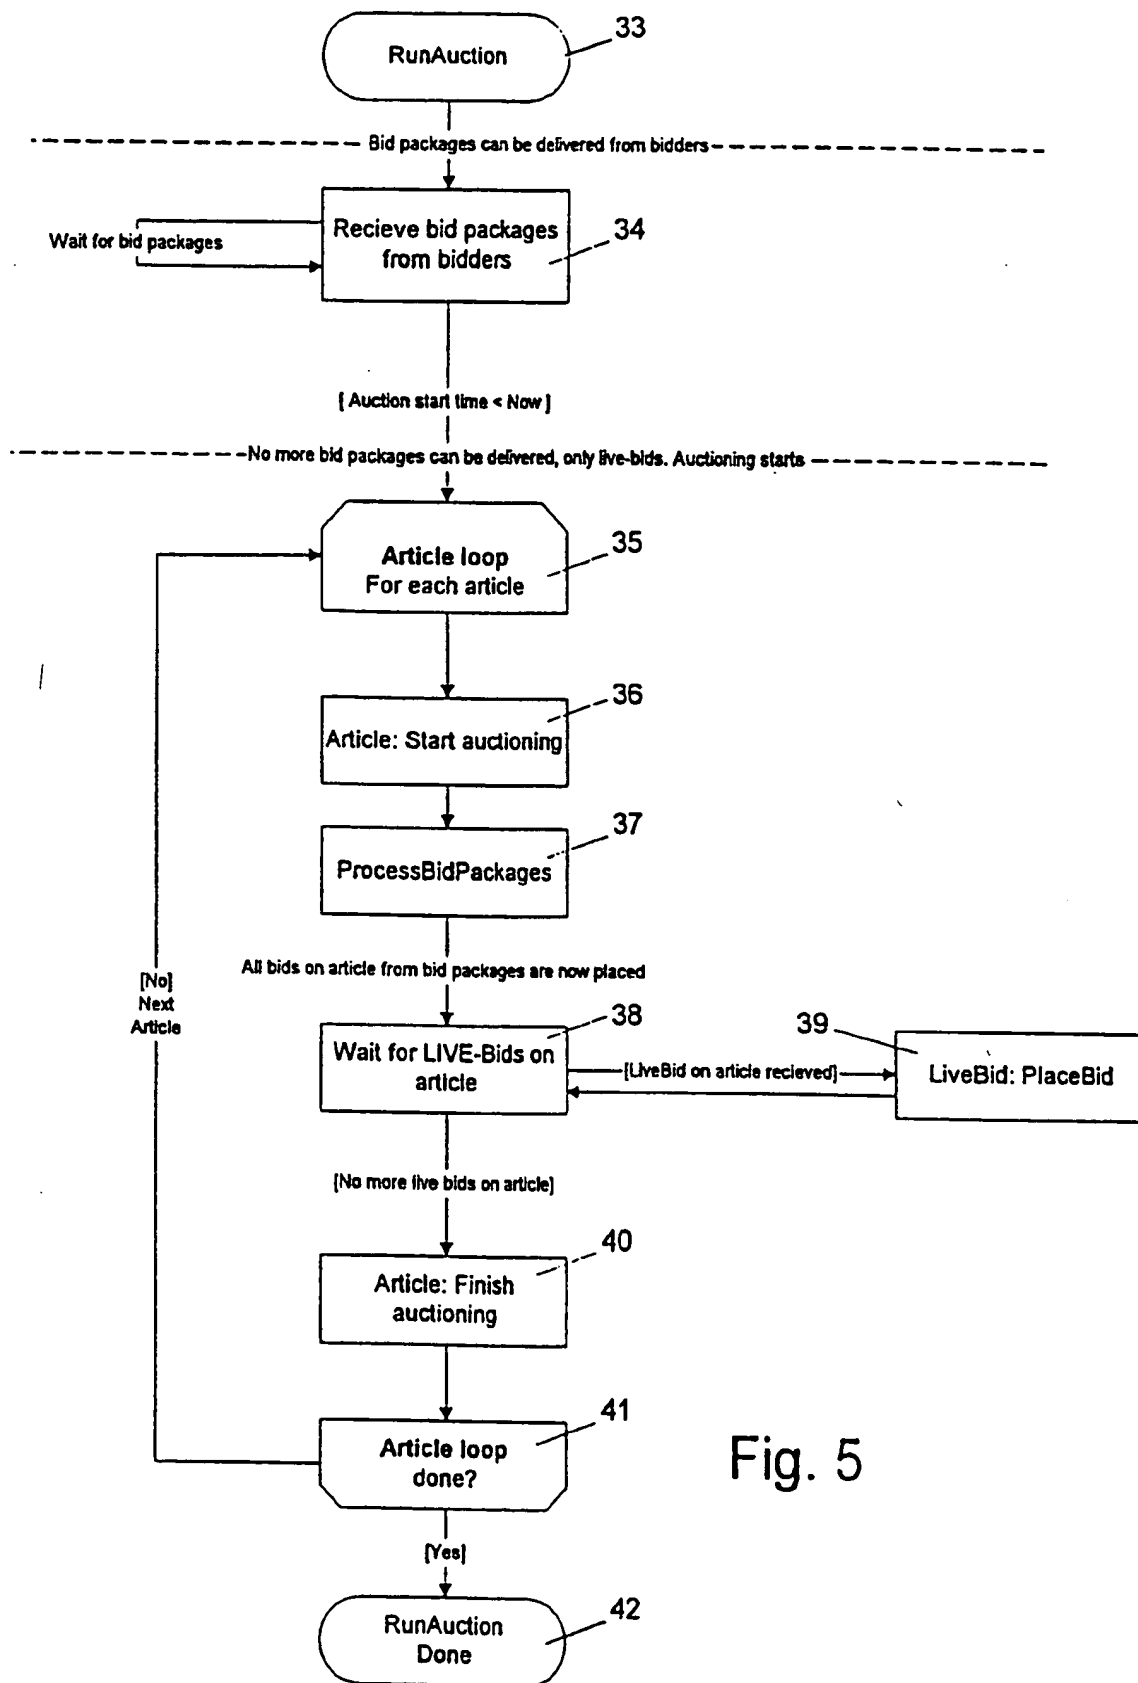 33
RunAuction
Bid packages can be delivered from bidders
Recieve bid packages
from bidders
34
Wait for bid packages
[ Auction start time < Now ]
No more bid packages can be delivered, only live-bids. Auctioning starts
Article loop
For each article
35
36
Article: Start auctioning
37
ProcessBidPackages
All bids on article from bid packages are now placed
[No]
Next
Article
38
Wait for LIVE-Bids on
article
[LiveBid on article recieved]
39
LiveBid: PlaceBid
[No more live bids on article]
40
Article: Finish
auctioning
41
Article loop
done?
Fig. 5
[Yes]
RunAuction
Done
42